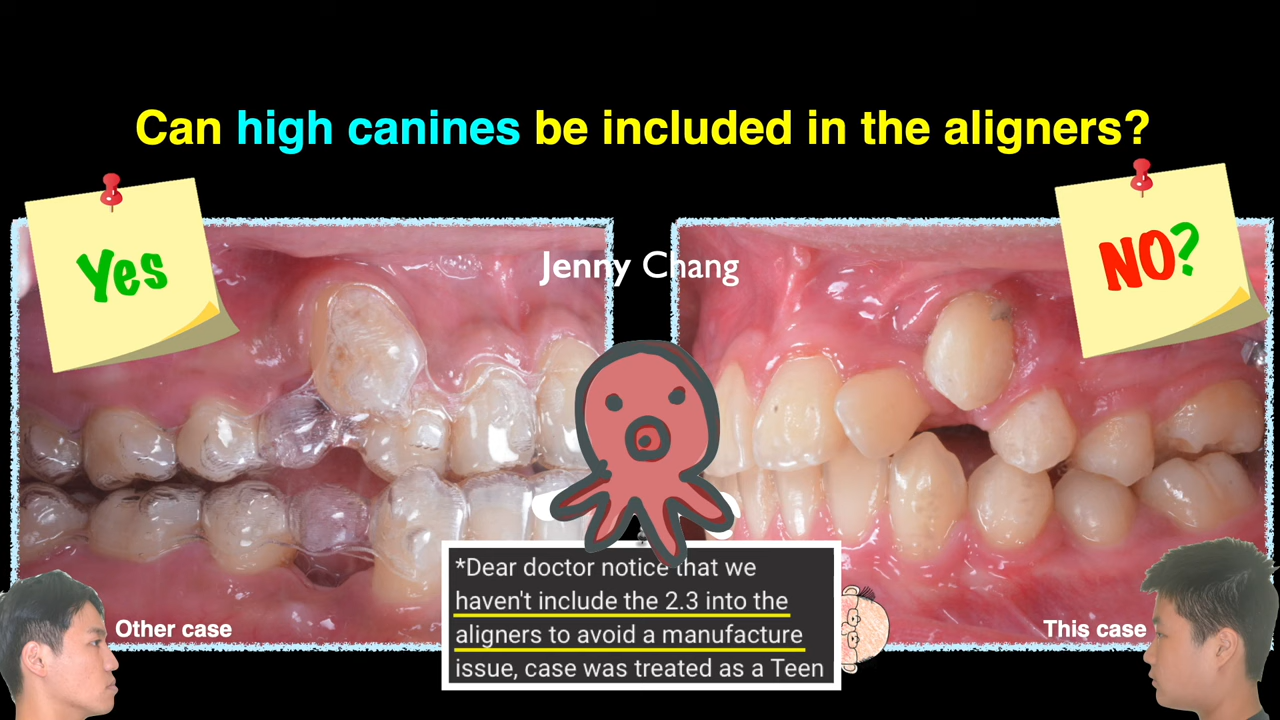 Can high canines be included in the aligners?
Yes
NO?
Jenny Chang
*Dear doctor notice that we
haven't include the 2.3 into the
aligners to avoid a manufacture
issue, case was treated as a Teen
Other case
This case